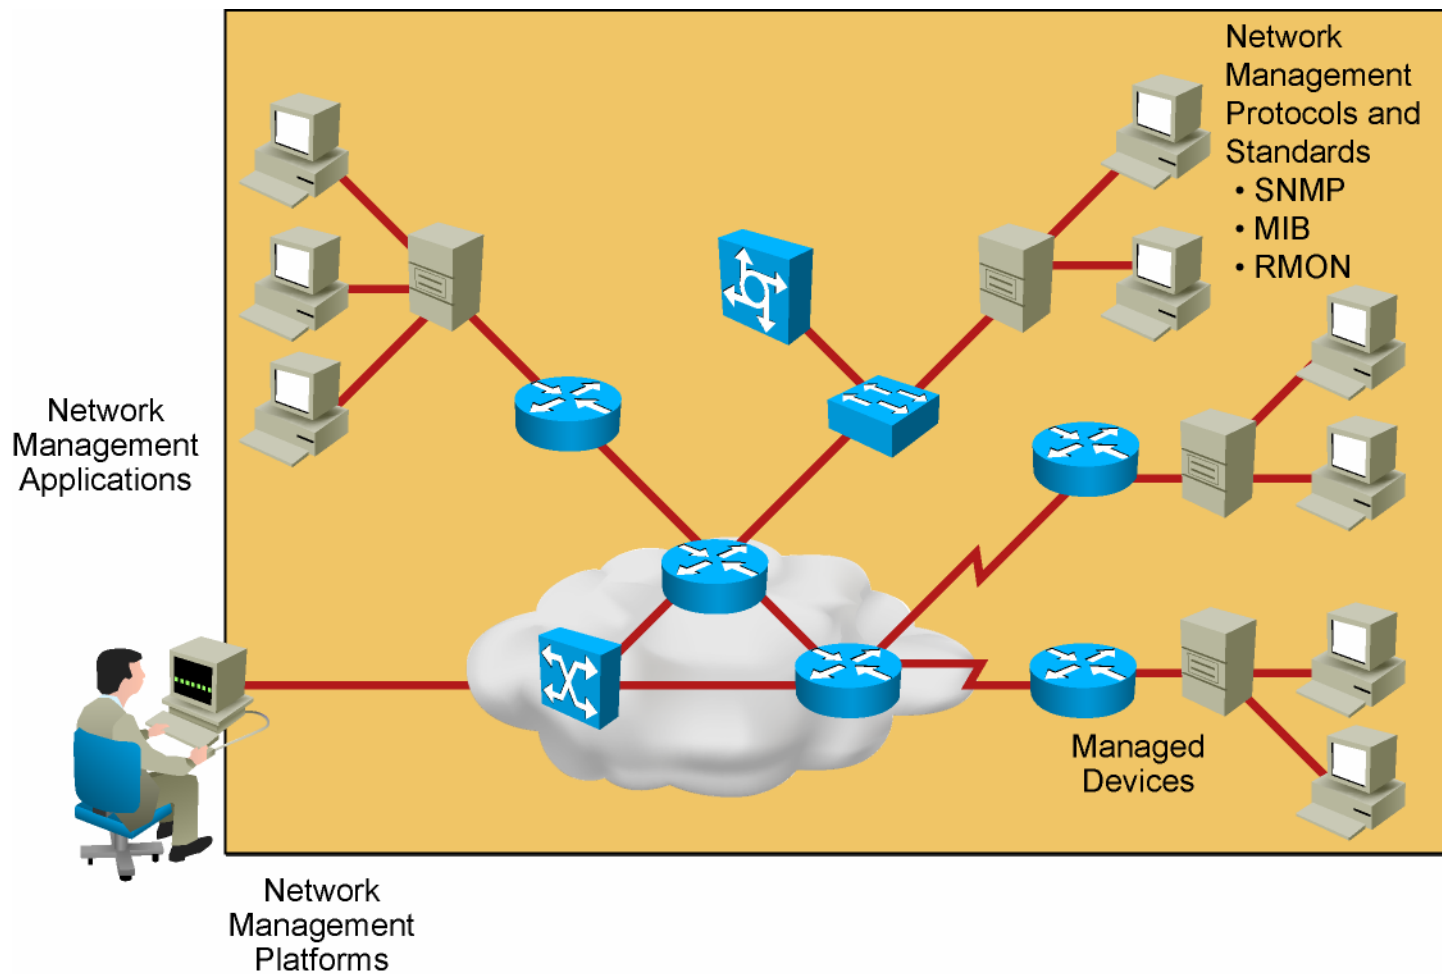 Network
Management
Protocols and
Standards
• SNMP
• MIB
• RMON
Network
Management
Applications
Managed
Devices
Network
Management
Platforms